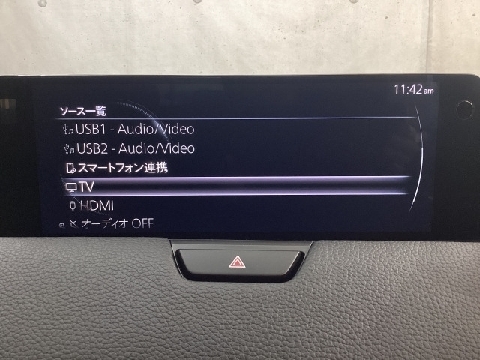 11:42 am
ソース一覧
USB1 - Audio/Video
USB2 - Audio/Video
スマートフォン連携
TV
HDMI
オーディオ OFF